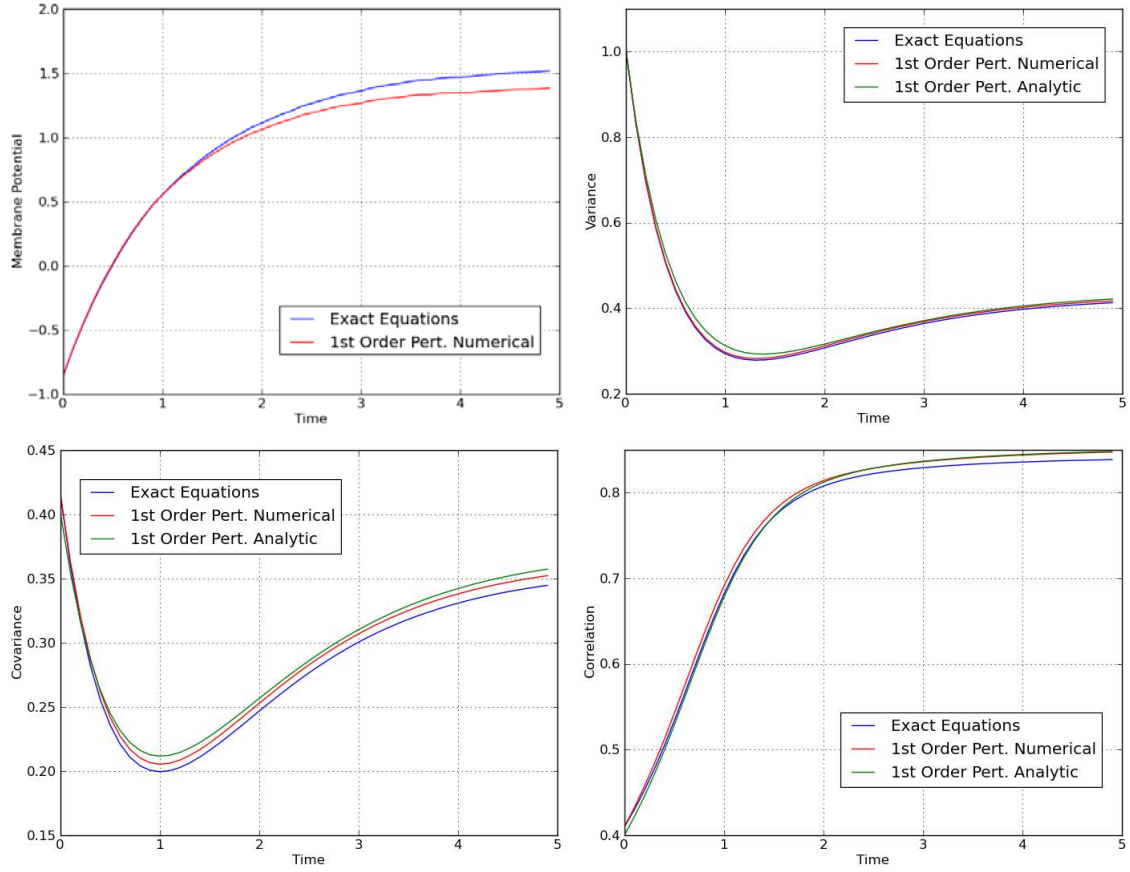 2.0
1.5
1.0
0.5
0.0
−0.5
−1.0
Membrane Potential
Exact Equations
1st Order Pert. Numerical
0 1 2 3 4 5
Time
1.0
0.8
0.6
0.4
0.2
Variance
Exact Equations
1st Order Pert. Numerical
1st Order Pert. Analytic
0 1 2 3 4 5
Time
0.45
0.40
0.35
0.30
0.25
0.20
0.15
Covariance
Exact Equations
1st Order Pert. Numerical
1st Order Pert. Analytic
0 1 2 3 4 5
Time
0.8
0.7
0.6
0.5
0.4
Correlation
Exact Equations
1st Order Pert. Numerical
1st Order Pert. Analytic
0 1 2 3 4 5
Time